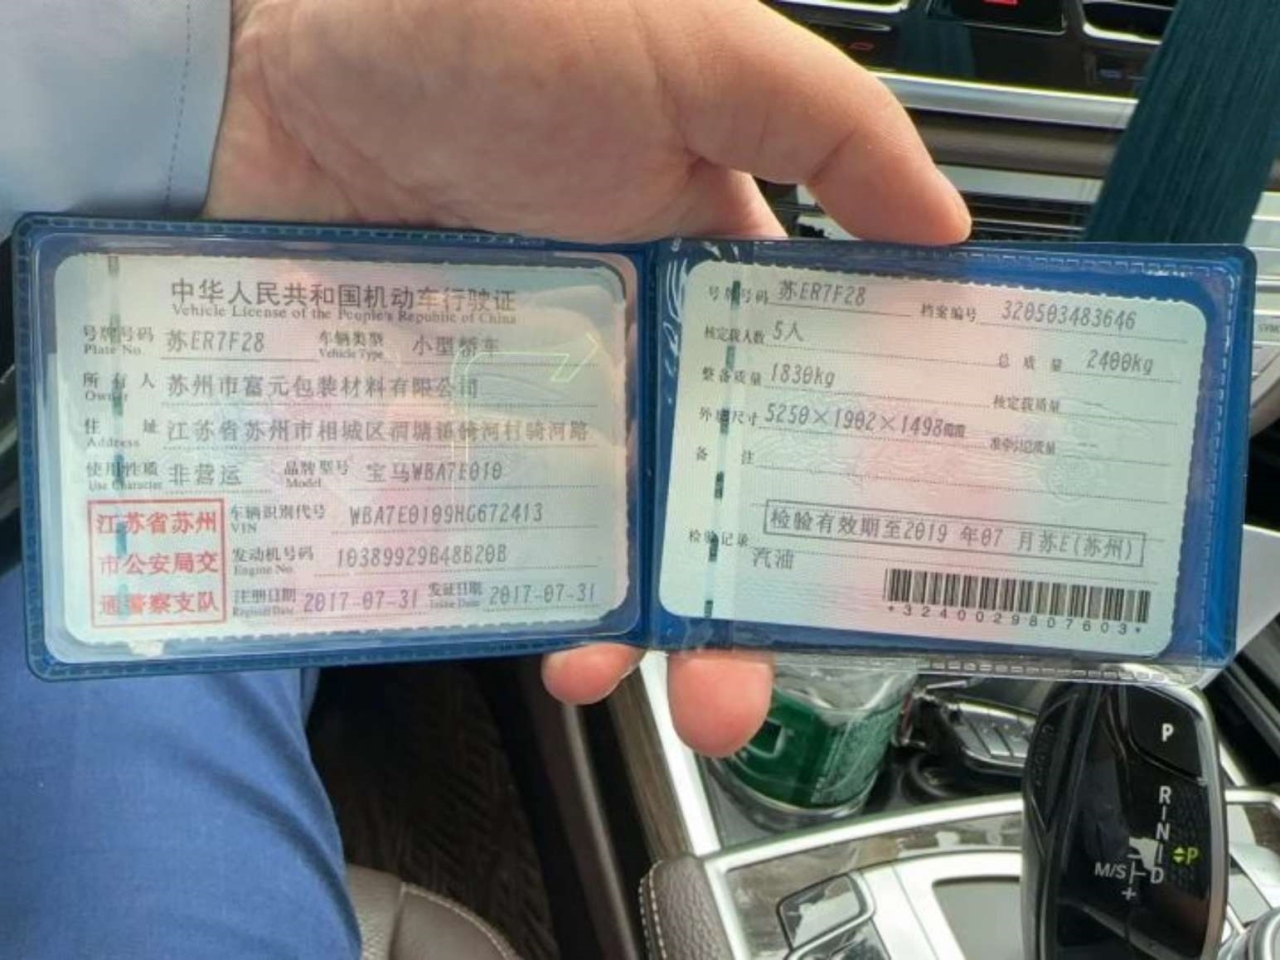 中华人民共和国机动车行驶证
Vehicle License of the People's Republic of China
号牌号码 苏ER7F28 车辆类型 小型轿车
Plate No. Vehicle Type
所有人 苏州市富元包装材料有限公司
Owner
住址 江苏省苏州市相城区渭塘镇骑河村骑河路
Address
使用性质 非营运 品牌型号 宝马WBA7E010
Use Character Model
江苏省苏州
市公安局交
通警察支队
车辆识别代号 WBA7E0109HG672413
VIN
发动机号码 10389929B48B20B
Engine No.
注册日期 2017-07-31 发证日期 2017-07-31
Register Date Issue Date
号牌号码 苏ER7F28 档案编号 320503483646
核定载人数 5人 总质量 2400kg
整备质量 1830kg 核定载质量
外廓尺寸 5250×1902×1498mm 准牵引总质量 --
备注
检验有效期至2019年07月苏E(苏州)
检验记录
汽油
*3240029807603*
P
R
N
D
M/S
+
P